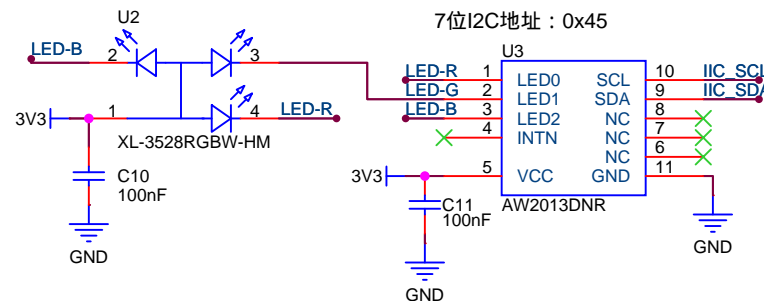 7位I2C地址：0x45
U2
LED-B
2
3
3V3
1
4
LED-R
XL-3528RGBW-HM
C10
100nF
GND
U3
LED-R
1
LED0
SCL
10
IIC_SCL
LED-G
2
LED1
SDA
9
IIC_SDA
LED-B
3
LED2
NC
8
4
INTN
NC
7
NC
6
3V3
5
VCC
GND
11
C11
100nF
AW2013DNR
GND
GND